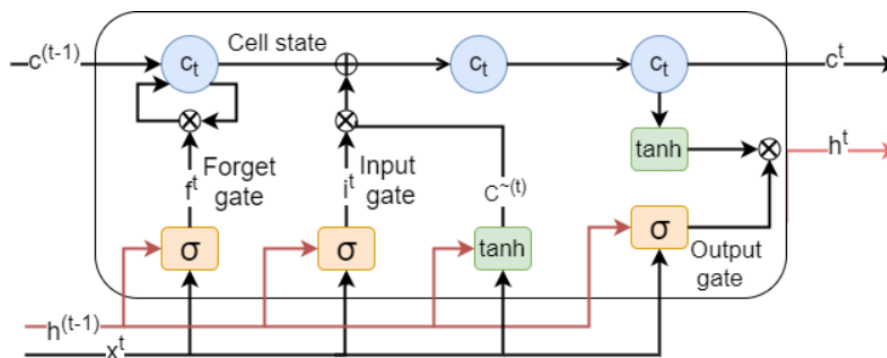 c(t-1)
ct
Cell state
ct
ct
ct
tanh
ht
Forget
gate
ft
Input
gate
it
C~(t)
σ
σ
tanh
σ
Output
gate
h(t-1)
xt